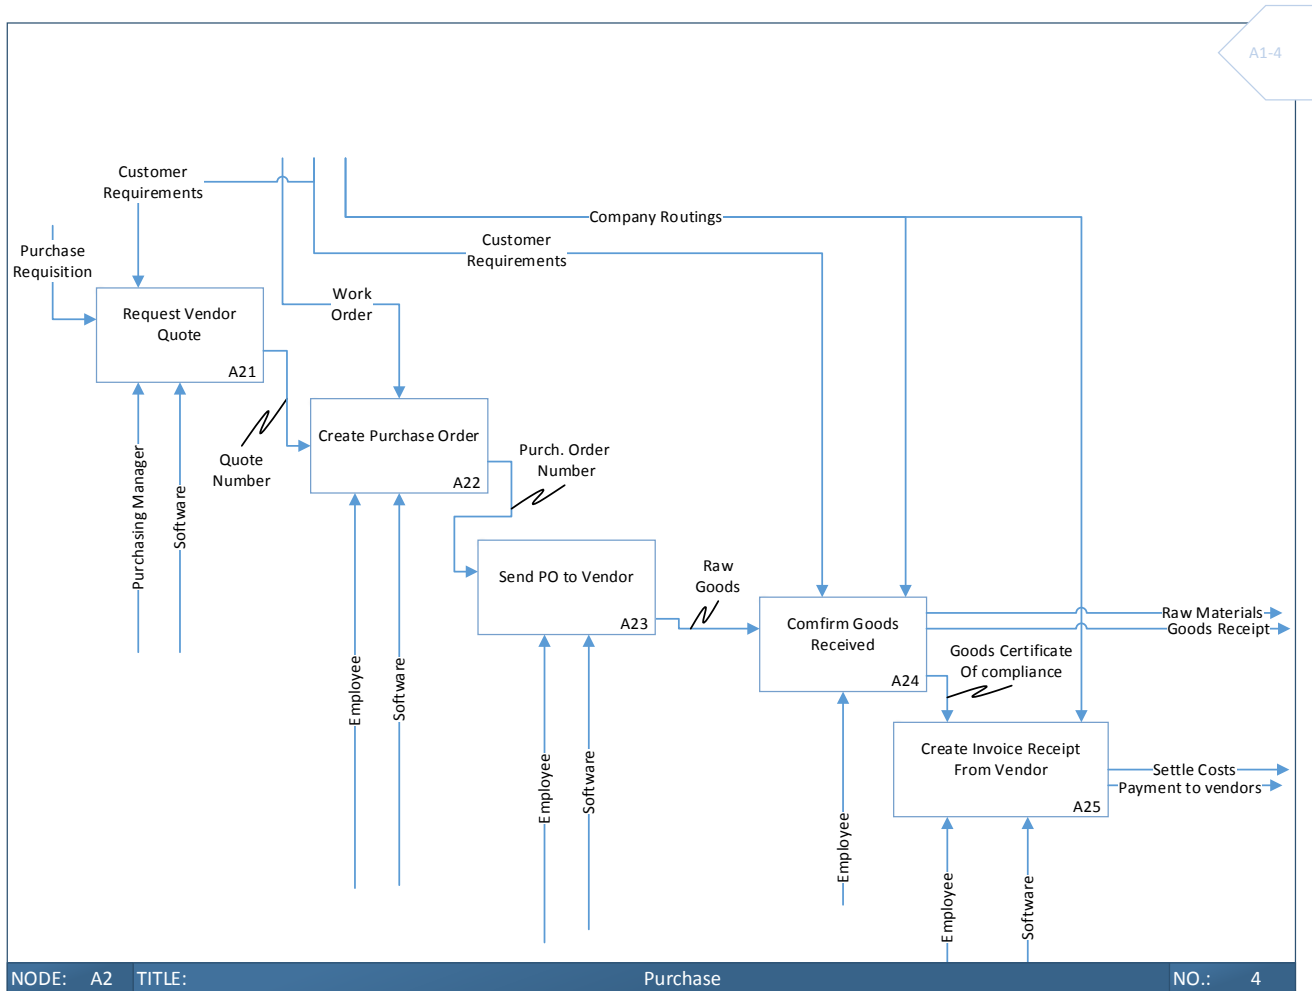 A1-4
Customer
Requirements
Company Routings
Purchase
Requisition
Customer
Requirements
Work
Order
Request Vendor
Quote
A21
Purchasing Manager
Software
Quote
Number
Create Purchase Order
A22
Purch. Order
Number
Employee
Software
Send PO to Vendor
A23
Raw
Goods
Employee
Software
Comfirm Goods
Received
A24
Raw Materials
Goods Receipt
Goods Certificate
Of compliance
Employee
Create Invoice Receipt
From Vendor
A25
Settle Costs
Payment to vendors
Employee
Software
NODE: A2 TITLE: Purchase NO.: 4